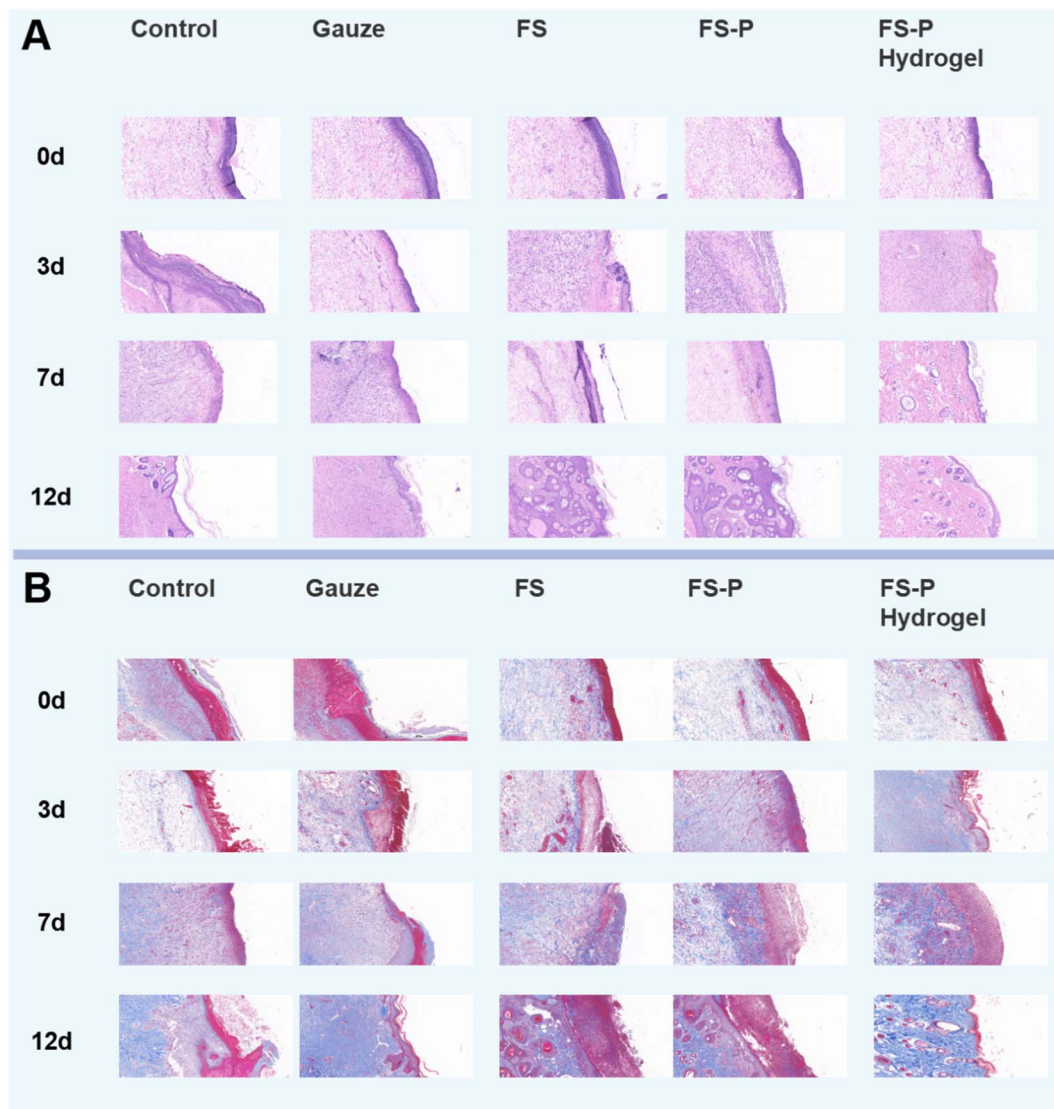 A
Control Gauze FS FS-P FS-P
Hydrogel
0d
3d
7d
12d
B
Control Gauze FS FS-P FS-P
Hydrogel
0d
3d
7d
12d